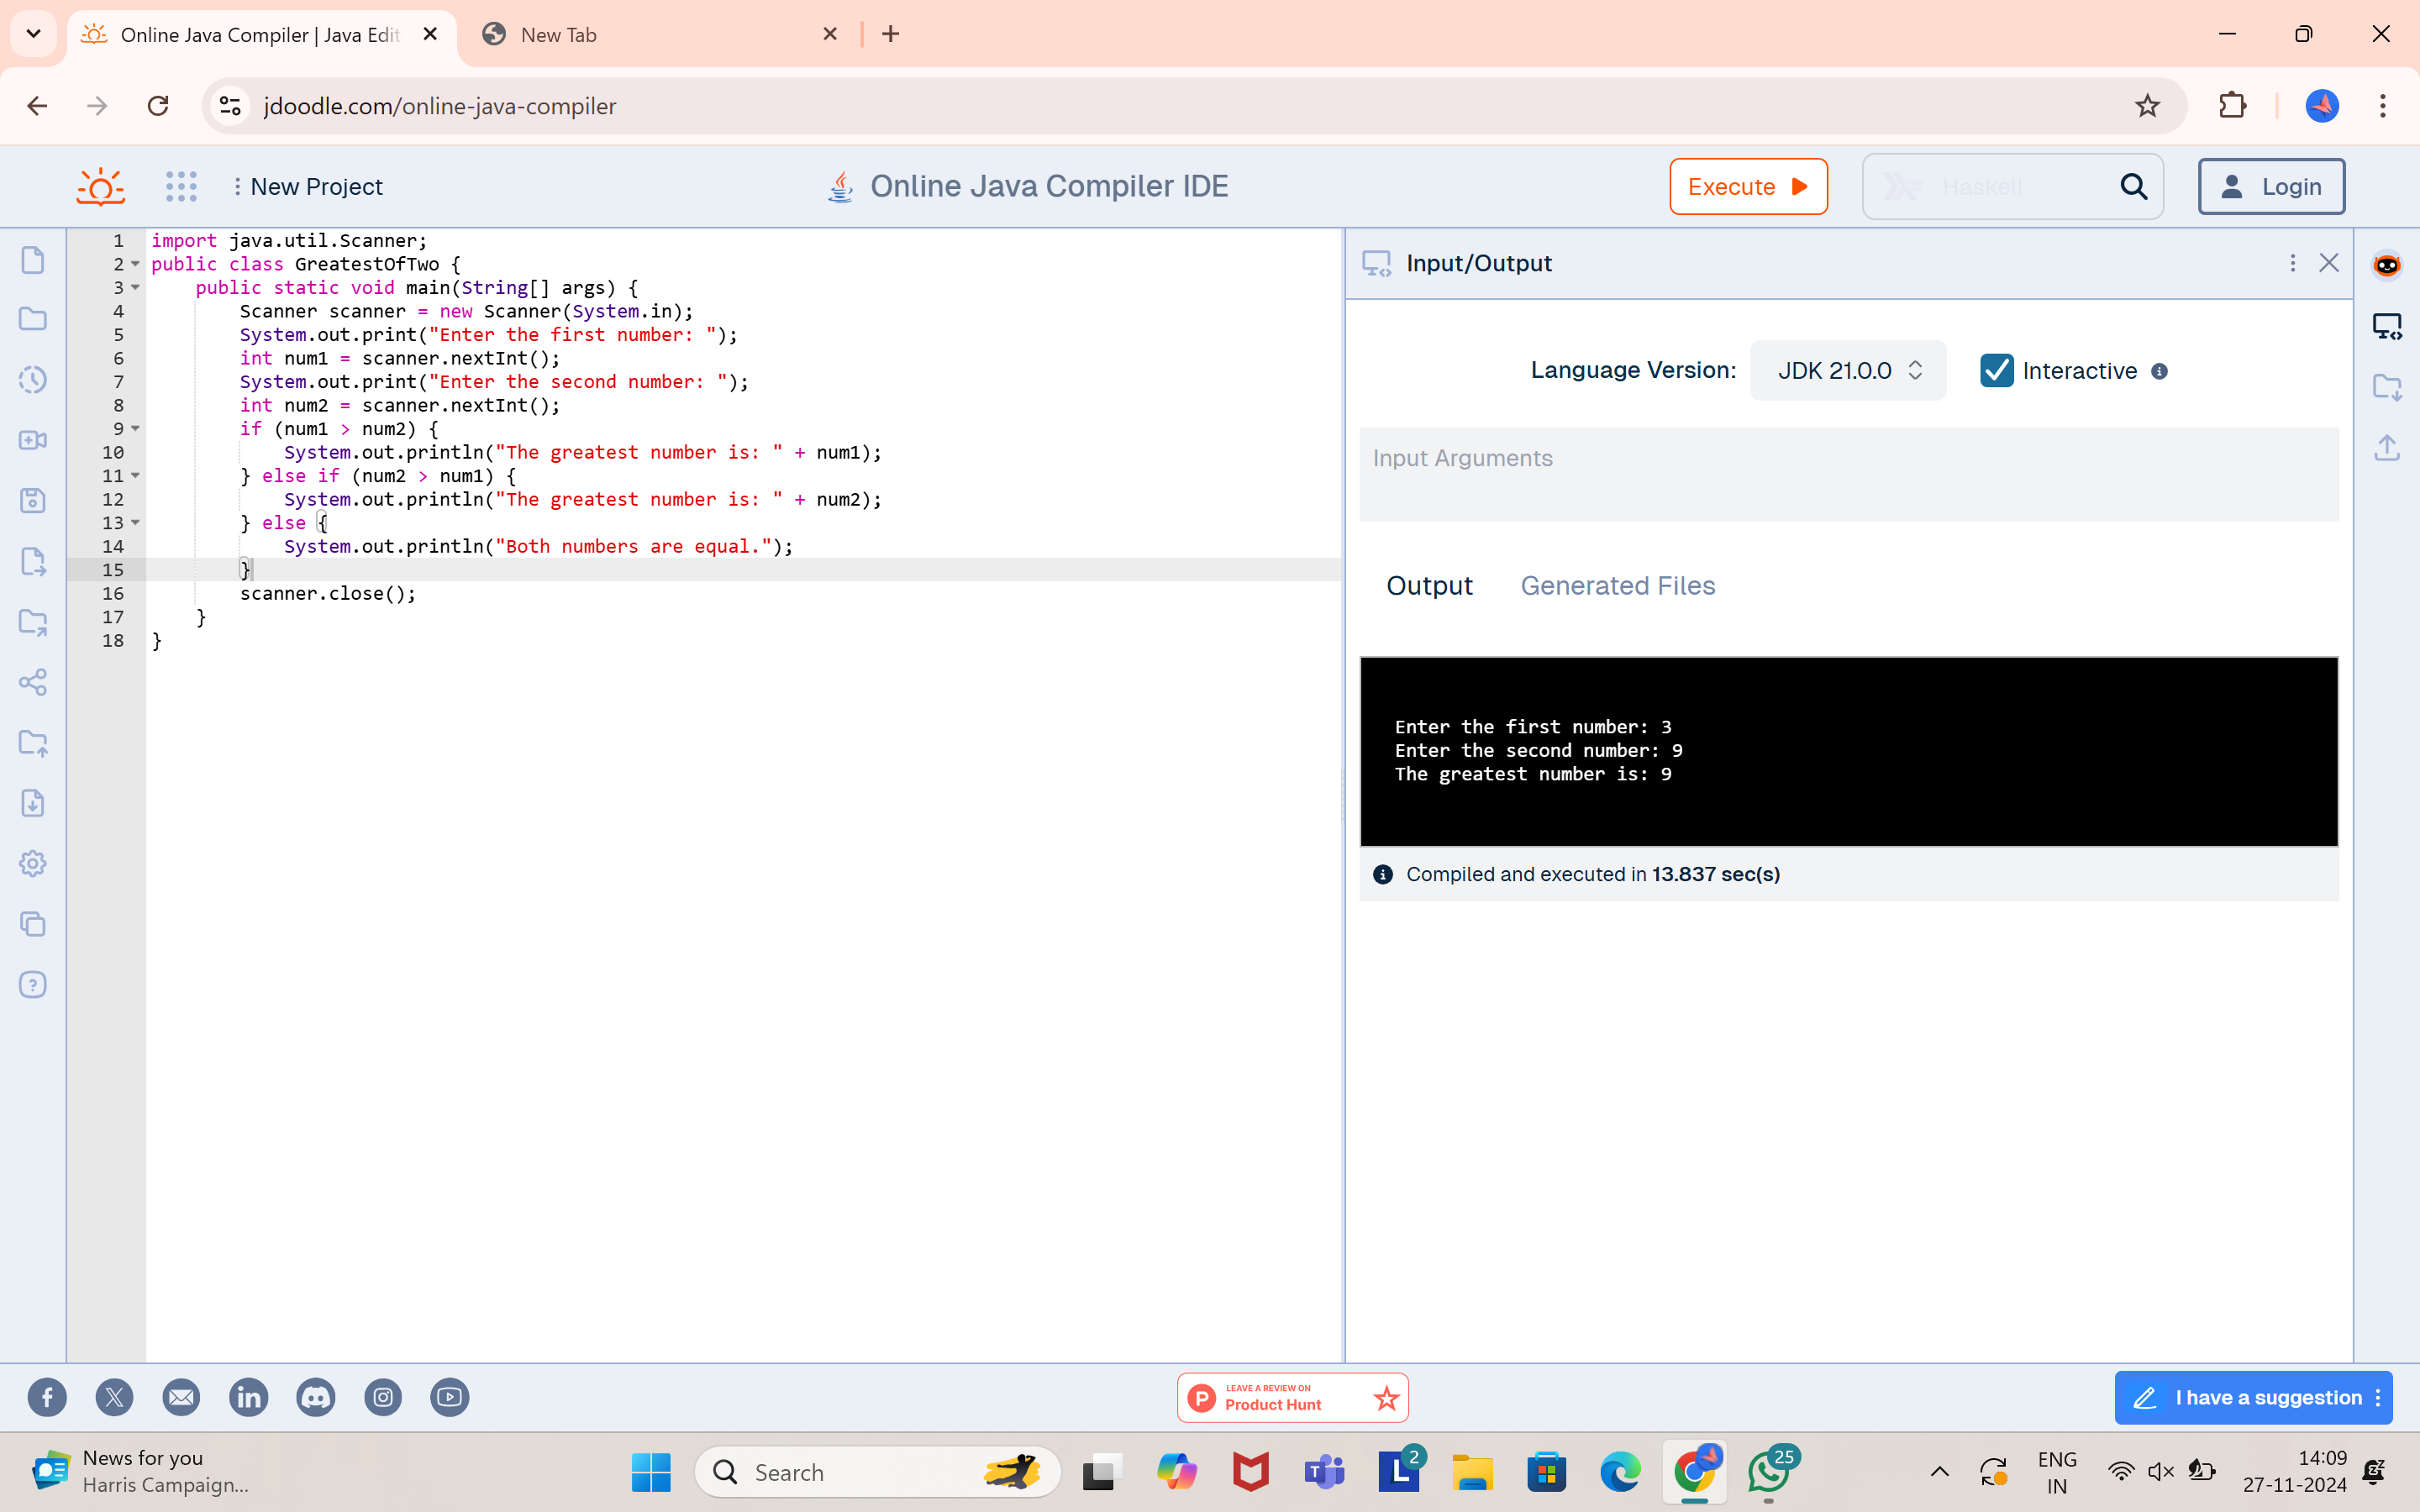 Online Java Compiler | Java Edit
New Tab
jdoodle.com/online-java-compiler
New Project
Online Java Compiler IDE
Execute
Haskell
Login
1 import java.util.Scanner;
2 public class GreatestOfTwo {
3     public static void main(String[] args) {
4         Scanner scanner = new Scanner(System.in);
5         System.out.print("Enter the first number: ");
6         int num1 = scanner.nextInt();
7         System.out.print("Enter the second number: ");
8         int num2 = scanner.nextInt();
9         if (num1 > num2) {
10             System.out.println("The greatest number is: " + num1);
11         } else if (num2 > num1) {
12             System.out.println("The greatest number is: " + num2);
13         } else {
14             System.out.println("Both numbers are equal.");
15         }
16         scanner.close();
17     }
18 }
Input/Output
Language Version: JDK 21.0.0 Interactive
Input Arguments
Output Generated Files
Enter the first number: 3
Enter the second number: 9
The greatest number is: 9
Compiled and executed in 13.837 sec(s)
LEAVE A REVIEW ON
Product Hunt
I have a suggestion
News for you
Harris Campaign...
Search
2
25
ENG
IN
14:09
27-11-2024